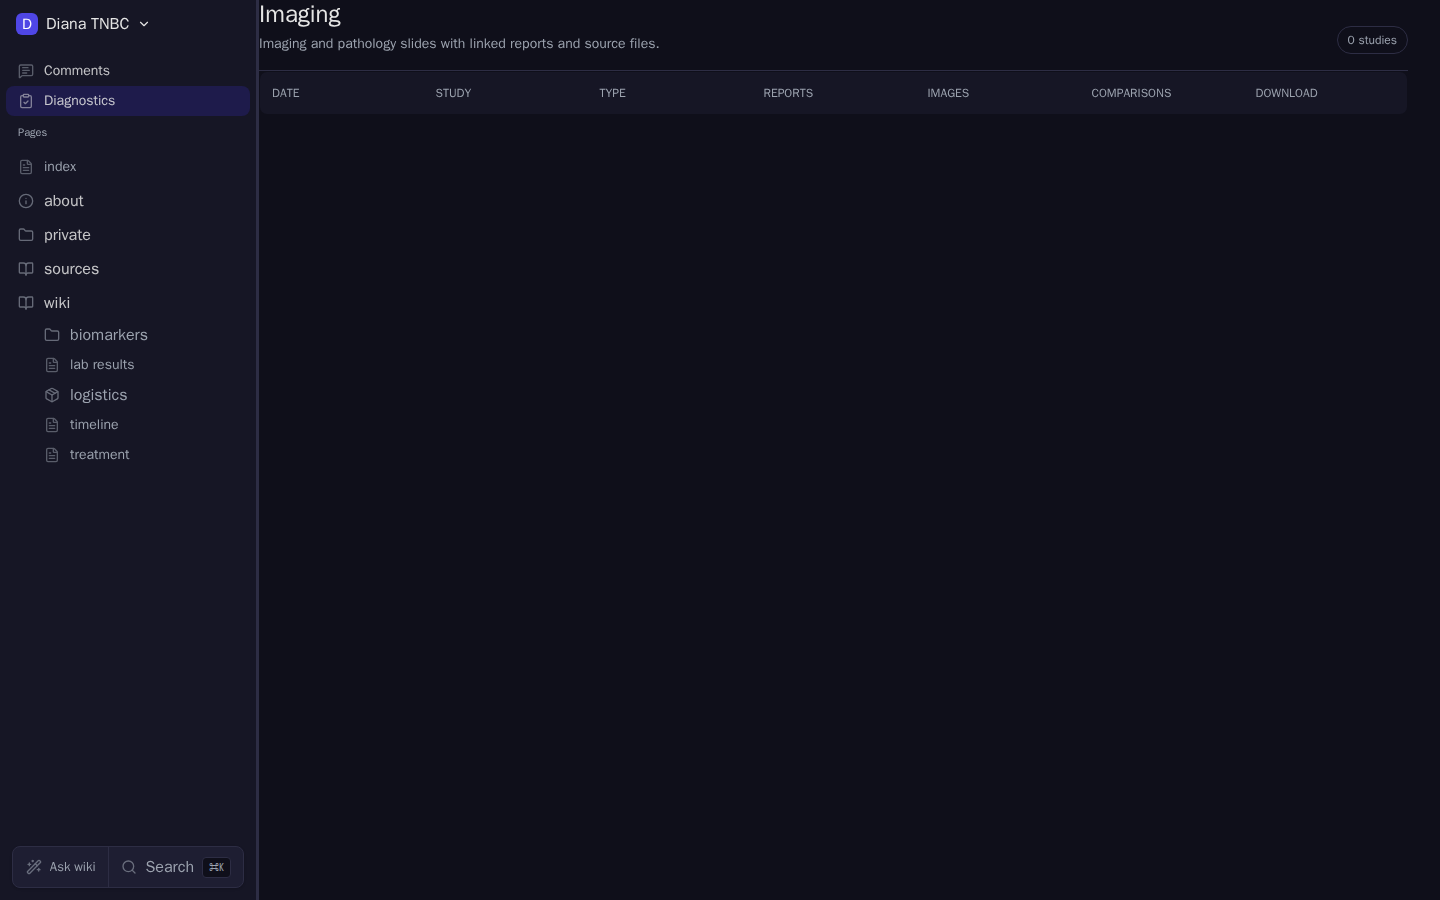 D Diana TNBC
Comments
Diagnostics
Pages
index
about
private
sources
wiki
biomarkers
lab results
logistics
timeline
treatment
Ask wiki
Search ⌘K
Imaging
Imaging and pathology slides with linked reports and source files.
0 studies
DATE STUDY TYPE REPORTS IMAGES COMPARISONS DOWNLOAD